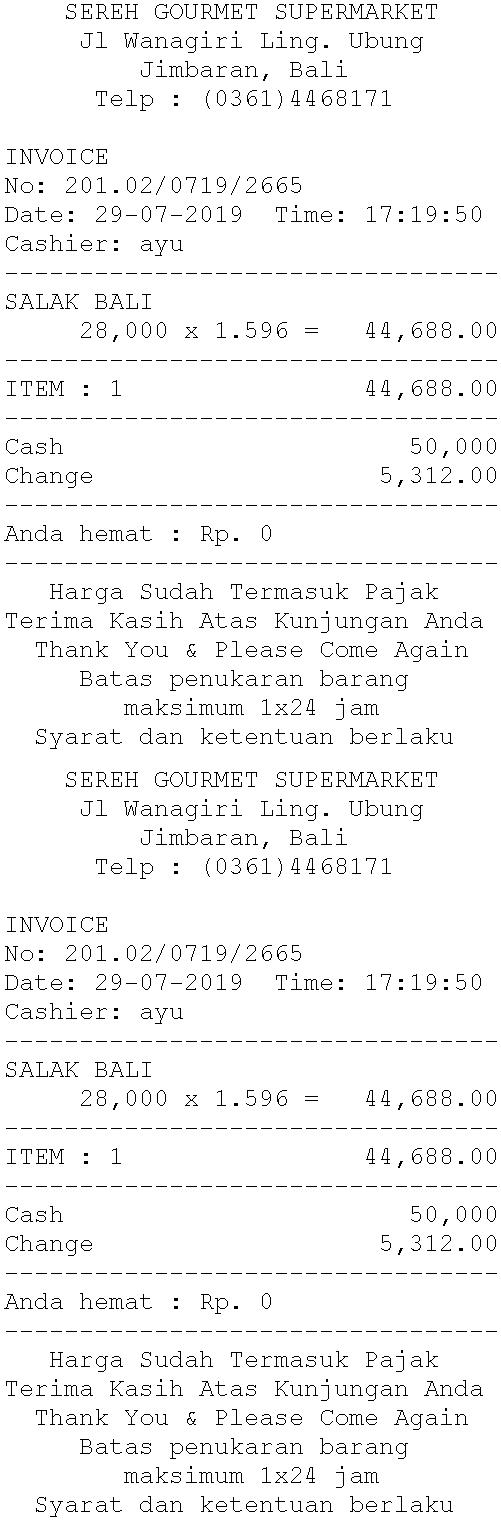 SEREH GOURMET SUPERMARKET
Jl Wanagiri Ling. Ubung
Jimbaran, Bali
Telp : (0361)4468171
INVOICE
No: 201.02/0719/2665
Date: 29-07-2019 Time: 17:19:50
Cashier: ayu
---------------------------------
SALAK BALI
28,000 x 1.596 = 44,688.00
---------------------------------
ITEM : 1 44,688.00
---------------------------------
Cash 50,000
Change 5,312.00
---------------------------------
Anda hemat : Rp. 0
---------------------------------
Harga Sudah Termasuk Pajak
Terima Kasih Atas Kunjungan Anda
Thank You & Please Come Again
Batas penukaran barang
maksimum 1x24 jam
Syarat dan ketentuan berlaku
SEREH GOURMET SUPERMARKET
Jl Wanagiri Ling. Ubung
Jimbaran, Bali
Telp : (0361)4468171
INVOICE
No: 201.02/0719/2665
Date: 29-07-2019 Time: 17:19:50
Cashier: ayu
---------------------------------
SALAK BALI
28,000 x 1.596 = 44,688.00
---------------------------------
ITEM : 1 44,688.00
---------------------------------
Cash 50,000
Change 5,312.00
---------------------------------
Anda hemat : Rp. 0
---------------------------------
Harga Sudah Termasuk Pajak
Terima Kasih Atas Kunjungan Anda
Thank You & Please Come Again
Batas penukaran barang
maksimum 1x24 jam
Syarat dan ketentuan berlaku